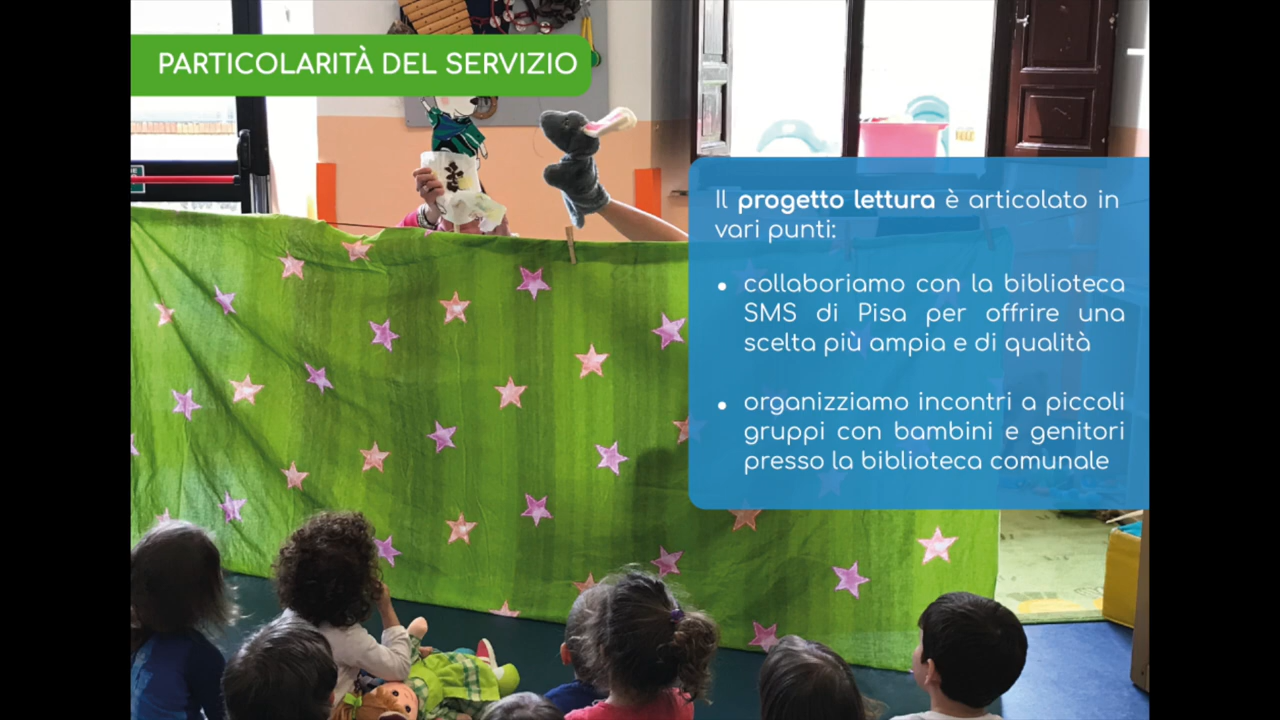 PARTICOLARITÀ DEL SERVIZIO
Il progetto lettura è articolato in
vari punti:
• collaboriamo con la biblioteca
SMS di Pisa per offrire una
scelta più ampia e di qualità
• organizziamo incontri a piccoli
gruppi con bambini e genitori
presso la biblioteca comunale